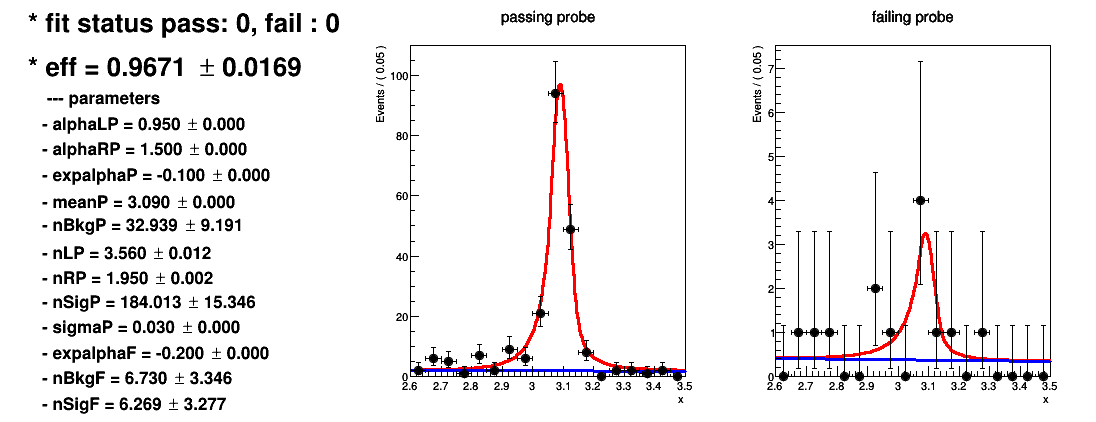 * fit status pass: 0, fail : 0
* eff = 0.9671 ± 0.0169
--- parameters
- alphaLP = 0.950 ± 0.000
- alphaRP = 1.500 ± 0.000
- expalphaP = -0.100 ± 0.000
- meanP = 3.090 ± 0.000
- nBkgP = 32.939 ± 9.191
- nLP = 3.560 ± 0.012
- nRP = 1.950 ± 0.002
- nSigP = 184.013 ± 15.346
- sigmaP = 0.030 ± 0.000
- expalphaF = -0.200 ± 0.000
- nBkgF = 6.730 ± 3.346
- nSigF = 6.269 ± 3.277
passing probe
Events / ( 0.05 )
100
80
60
40
20
0
2.6 2.7 2.8 2.9 3 3.1 3.2 3.3 3.4 3.5
x
failing probe
Events / ( 0.05 )
7
6
5
4
3
2
1
0
2.6 2.7 2.8 2.9 3 3.1 3.2 3.3 3.4 3.5
x